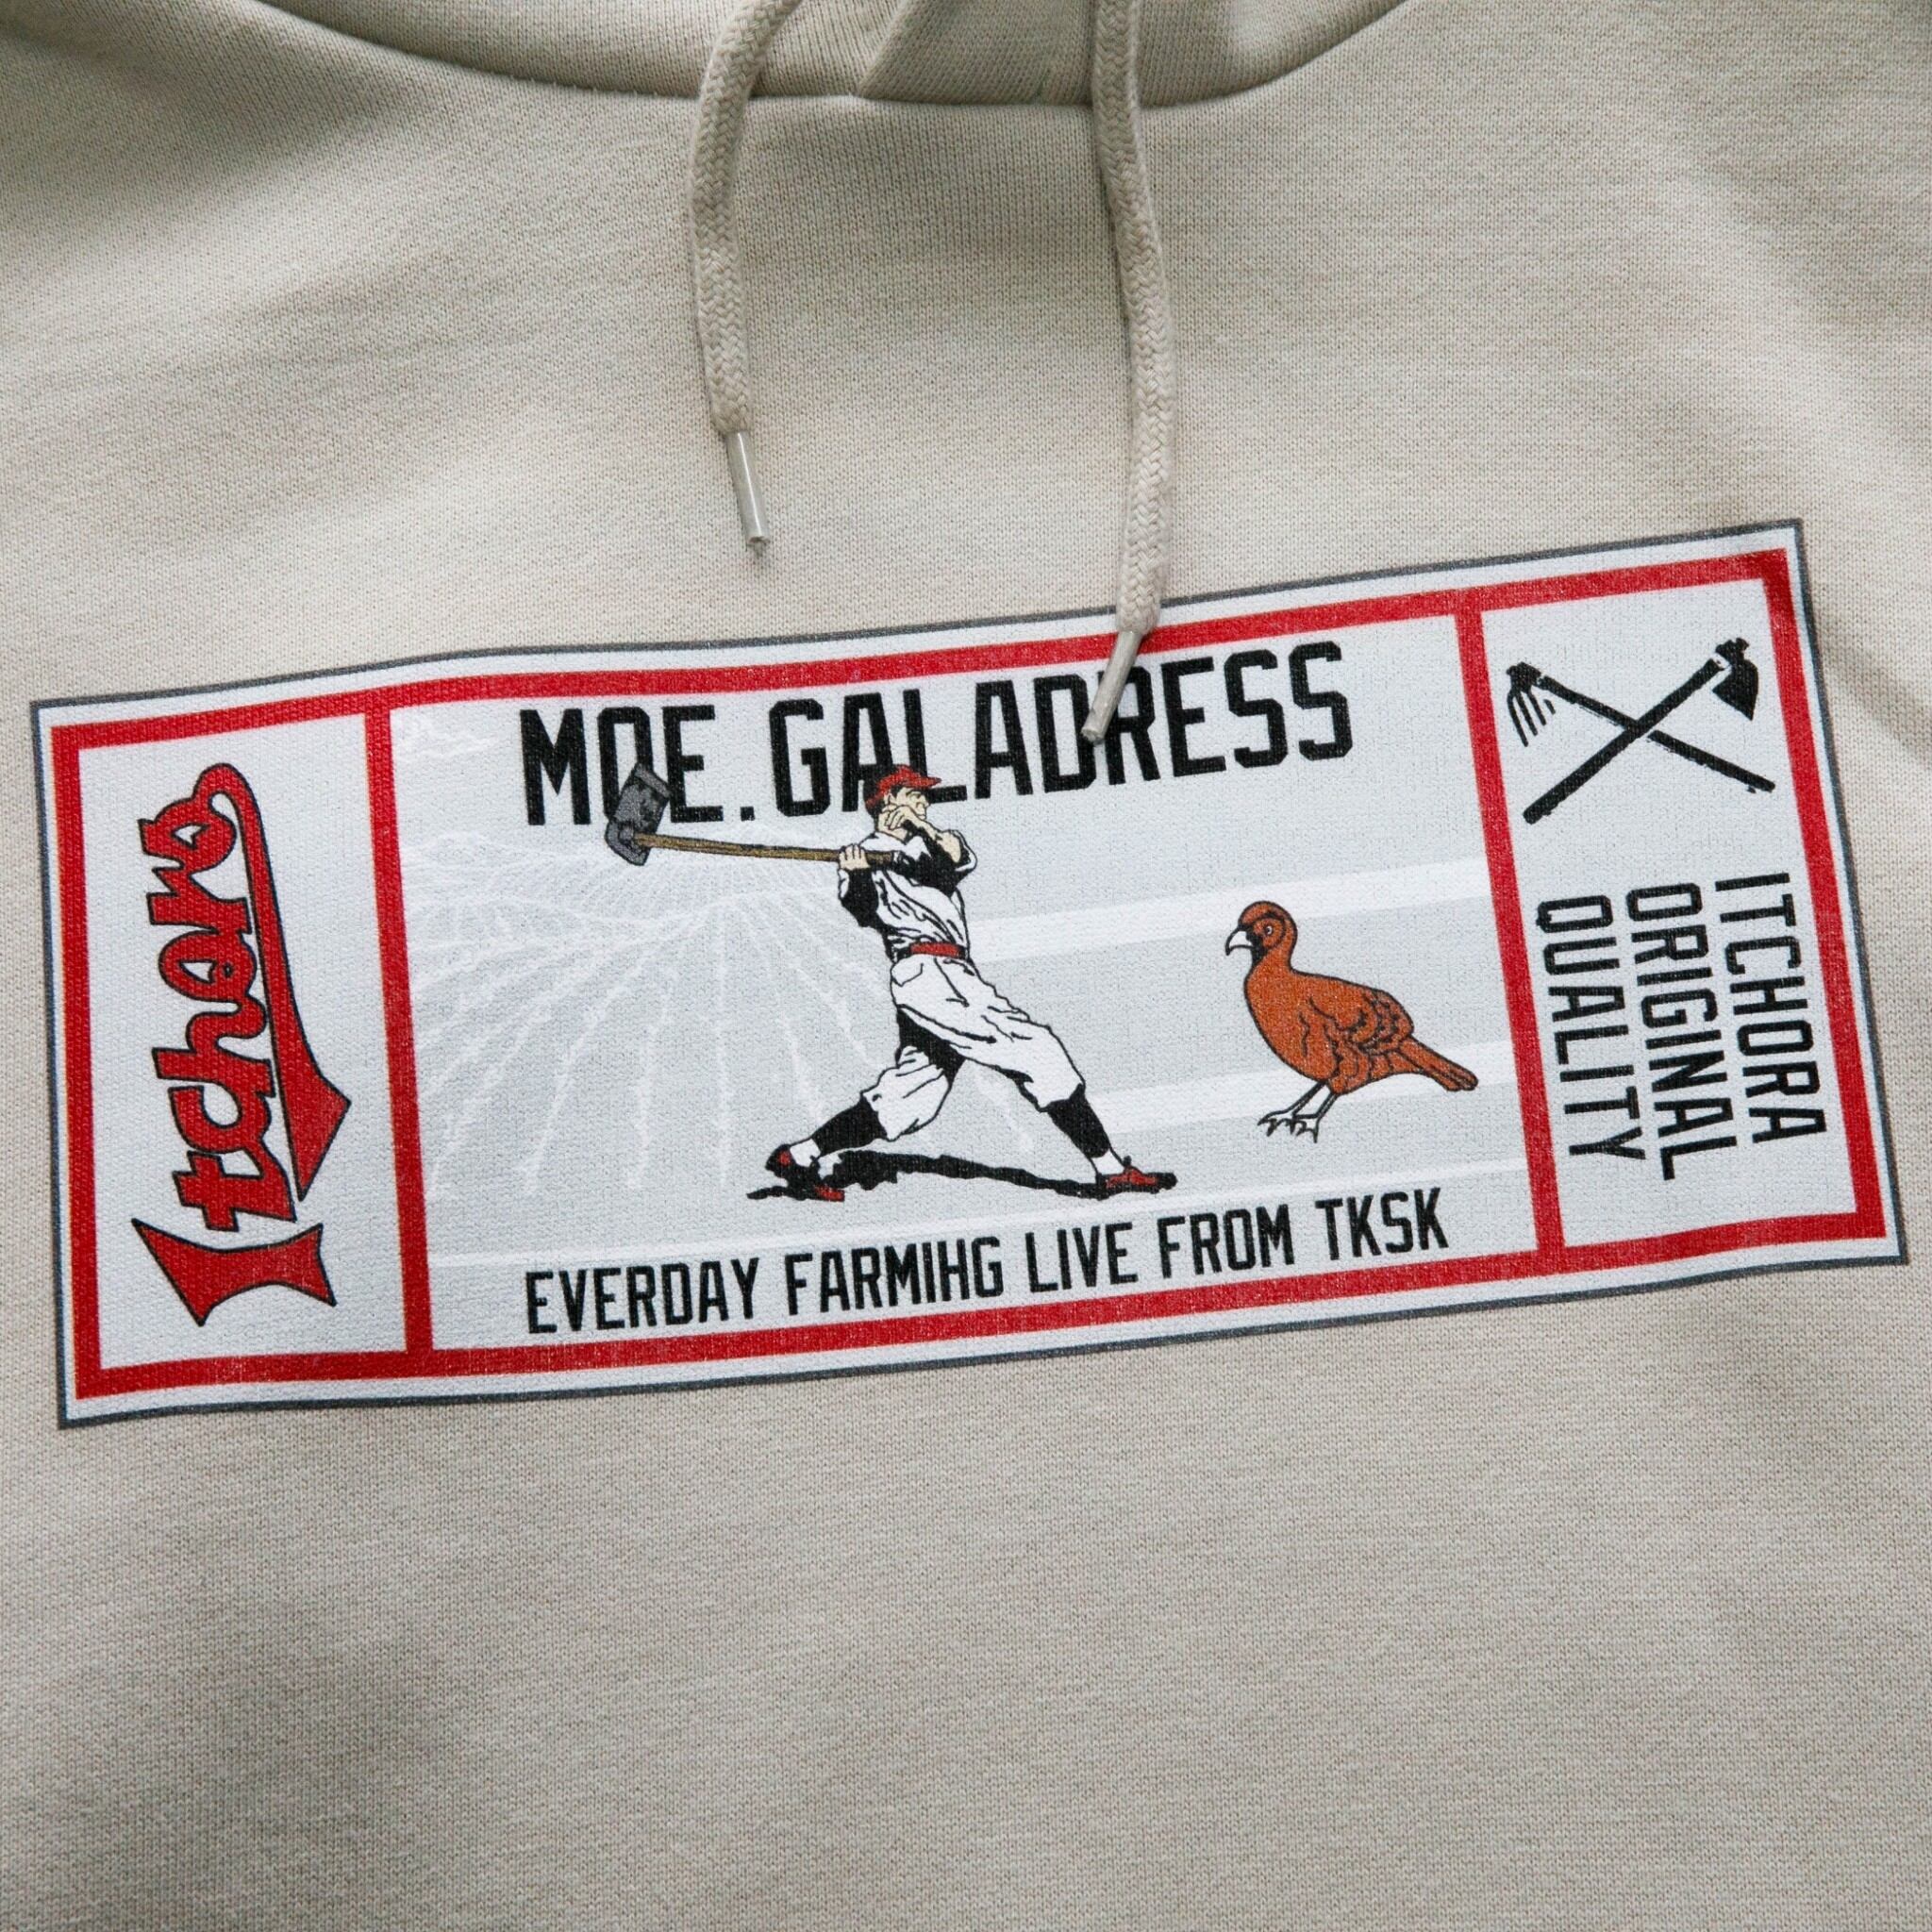 Itchora
MOE.GALADRESS
EVERDAY FARMIHG LIVE FROM TKSK
ITCHORA
ORIGINAL
QUALITY